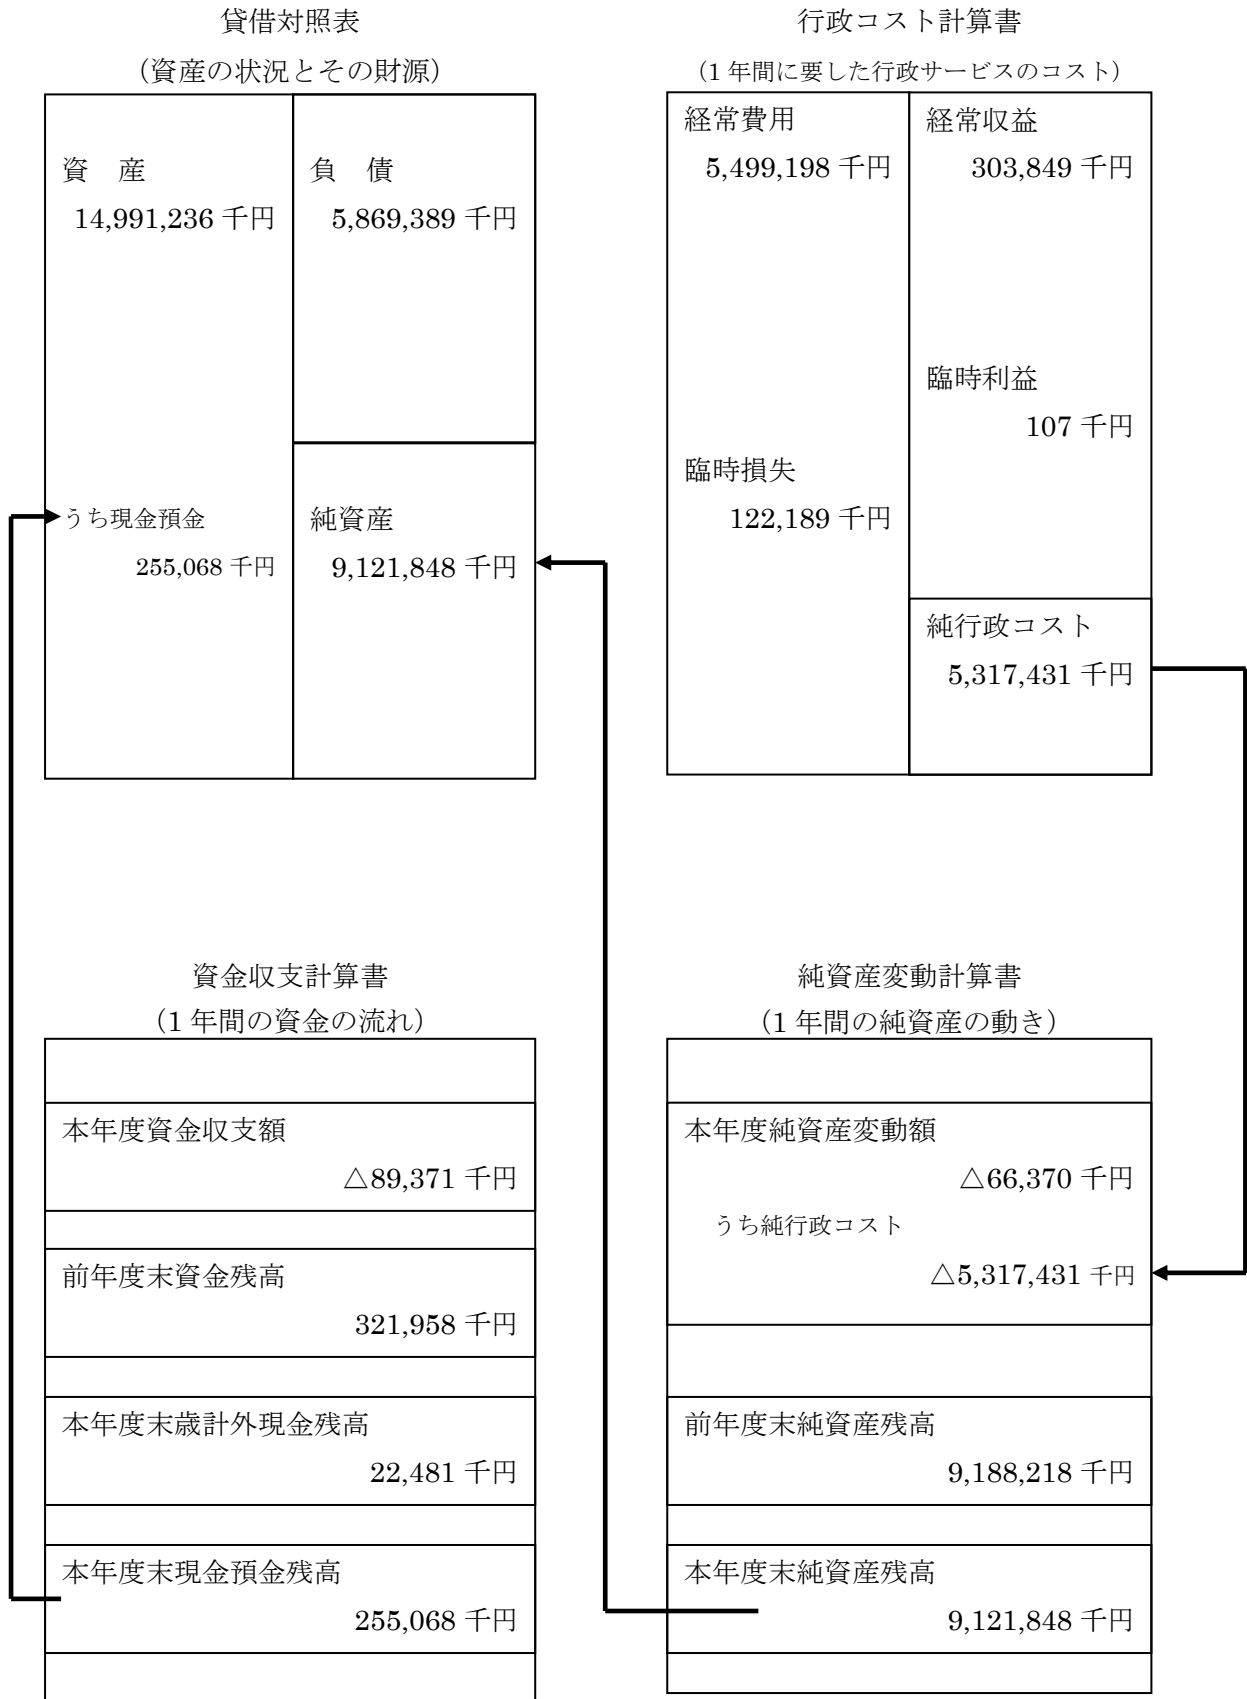 貸借対照表
（資産の状況とその財源）
資　産
14,991,236 千円
うち現金預金
255,068 千円
負　債
5,869,389 千円
純資産
9,121,848 千円
行政コスト計算書
（1 年間に要した行政サービスのコスト）
経常費用
5,499,198 千円
臨時損失
122,189 千円
経常収益
303,849 千円
臨時利益
107 千円
純行政コスト
5,317,431 千円
資金収支計算書
（1 年間の資金の流れ）
本年度資金収支額
△89,371 千円
前年度末資金残高
321,958 千円
本年度末歳計外現金残高
22,481 千円
本年度末現金預金残高
255,068 千円
純資産変動計算書
（1 年間の純資産の動き）
本年度純資産変動額
△66,370 千円
うち純行政コスト
△5,317,431 千円
前年度末純資産残高
9,188,218 千円
本年度末純資産残高
9,121,848 千円